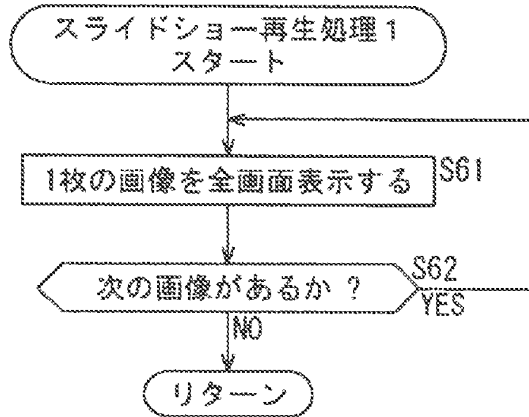 スライドショー再生処理1
スタート
1枚の画像を全画面表示する
S61
次の画像があるか ?
S62
YES
NO
リターン